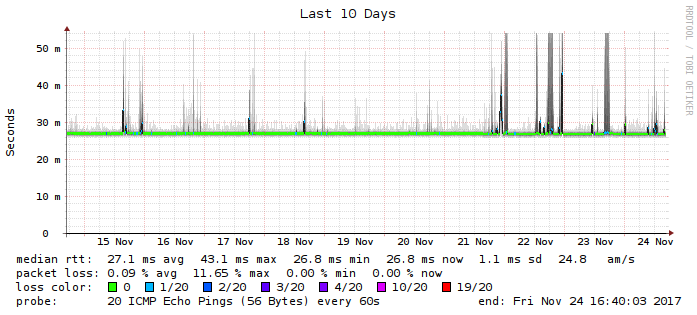 Last 10 Days
RRDTOOL / TOBI OETIKER
Seconds
50 m
40 m
30 m
20 m
10 m
0
15 Nov 16 Nov 17 Nov 18 Nov 19 Nov 20 Nov 21 Nov 22 Nov 23 Nov 24 Nov
median rtt: 27.1 ms avg 43.1 ms max 26.8 ms min 26.8 ms now 1.1 ms sd 24.8 am/s
packet loss: 0.09 % avg 11.65 % max 0.00 % min 0.00 % now
loss color: 0 1/20 2/20 3/20 4/20 10/20 19/20
probe: 20 ICMP Echo Pings (56 Bytes) every 60s end: Fri Nov 24 16:40:03 2017